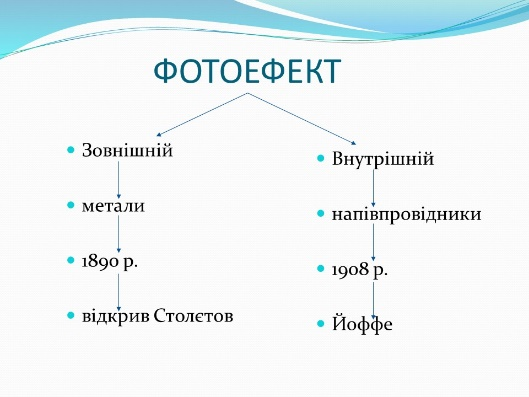 ФОТОЕФЕКТ
Зовнішній
метали
1890 р.
відкрив Столєтов
Внутрішній
напівпровідники
1908 р.
Йоффе